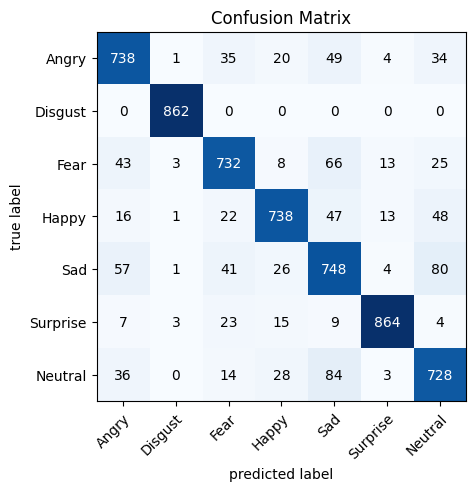 Confusion Matrix
true label
Angry 738 1 35 20 49 4 34
Disgust 0 862 0 0 0 0 0
Fear 43 3 732 8 66 13 25
Happy 16 1 22 738 47 13 48
Sad 57 1 41 26 748 4 80
Surprise 7 3 23 15 9 864 4
Neutral 36 0 14 28 84 3 728
Angry Disgust Fear Happy Sad Surprise Neutral
predicted label